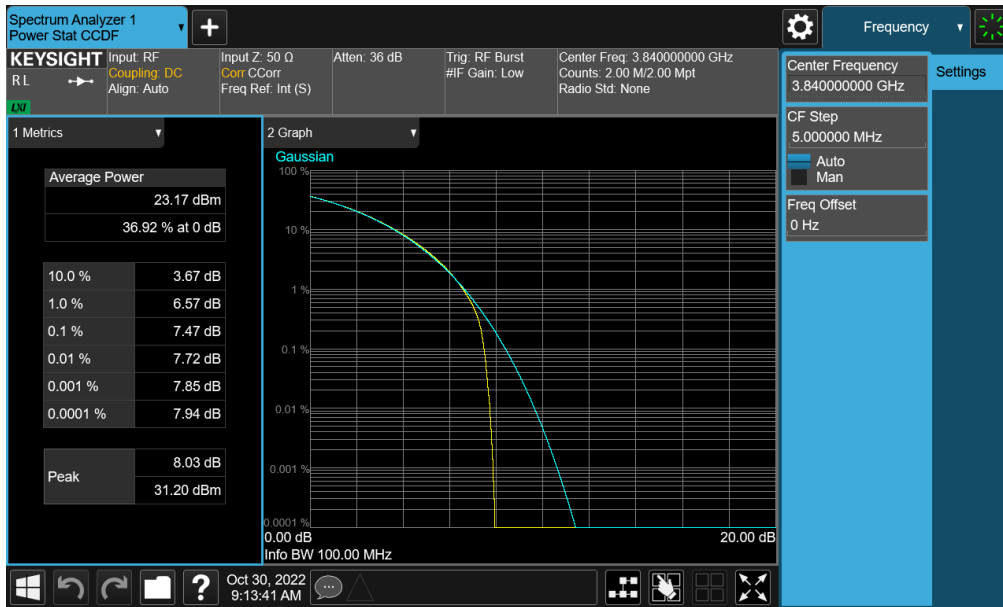 Spectrum Analyzer 1
Power Stat CCDF
+
Frequency
KEYSIGHT
R L
LXI
Input: RF
Coupling: DC
Align: Auto
Input Z: 50 Ω
Corr CCorr
Freq Ref: Int (S)
Atten: 36 dB
Trig: RF Burst
#IF Gain: Low
Center Freq: 3.840000000 GHz
Counts: 2.00 M/2.00 Mpt
Radio Std: None
Center Frequency
3.840000000 GHz
Settings
CF Step
5.000000 MHz
Auto
Man
Freq Offset
0 Hz
1 Metrics
Average Power
23.17 dBm
36.92 % at 0 dB
10.0 % 3.67 dB
1.0 % 6.57 dB
0.1 % 7.47 dB
0.01 % 7.72 dB
0.001 % 7.85 dB
0.0001 % 7.94 dB
Peak
8.03 dB
31.20 dBm
2 Graph
Gaussian
100 %
10 %
1 %
0.1 %
0.01 %
0.001 %
0.0001 %
0.00 dB 20.00 dB
Info BW 100.00 MHz
?
Oct 30, 2022
9:13:41 AM